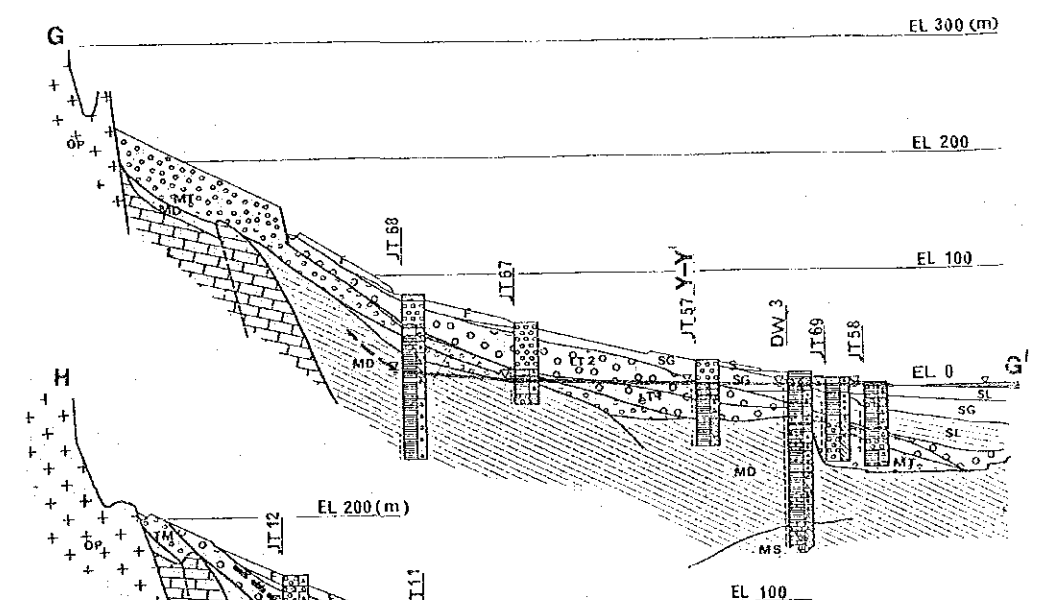 G
EL 300 (m)
OP
EL 200
MT
MD
JT 68
EL 100
JT 67
F
Y-Y'
JT 57
DW 3
JT 69
JT 58
LT2
SG
SG
EL 0
G'
MD
SL
SG
SL
MT
MD
MS
H
EL 200 (m)
JT 12
TM
OP
EL 100